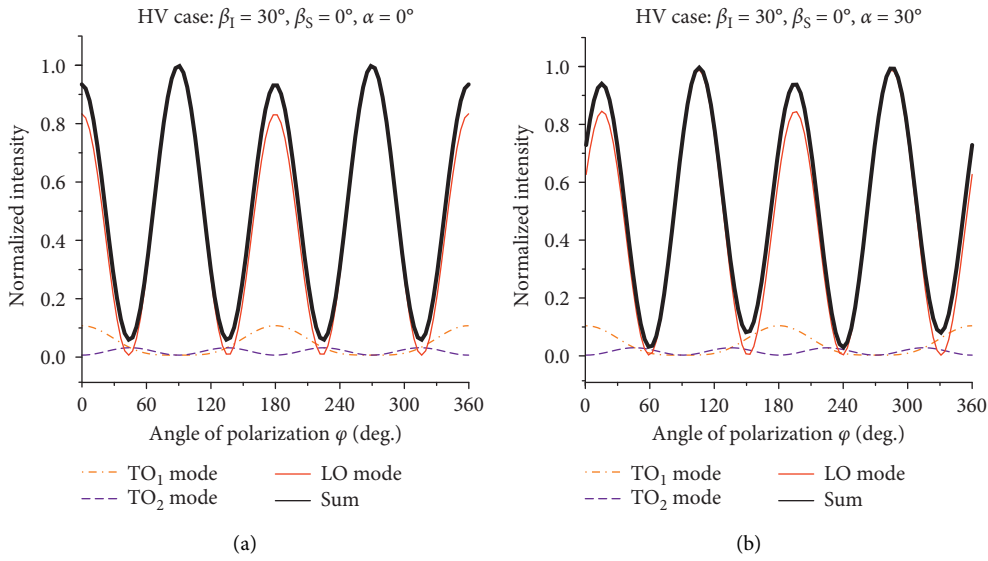 HV case: βI = 30°, βS = 0°, α = 0°
Normalized intensity
1.0
0.8
0.6
0.4
0.2
0.0
0 60 120 180 240 300 360
Angle of polarization φ (deg.)
TO1 mode LO mode
TO2 mode Sum
(a)
HV case: βI = 30°, βS = 0°, α = 30°
Normalized intensity
1.0
0.8
0.6
0.4
0.2
0.0
0 60 120 180 240 300 360
Angle of polarization φ (deg.)
TO1 mode LO mode
TO2 mode Sum
(b)